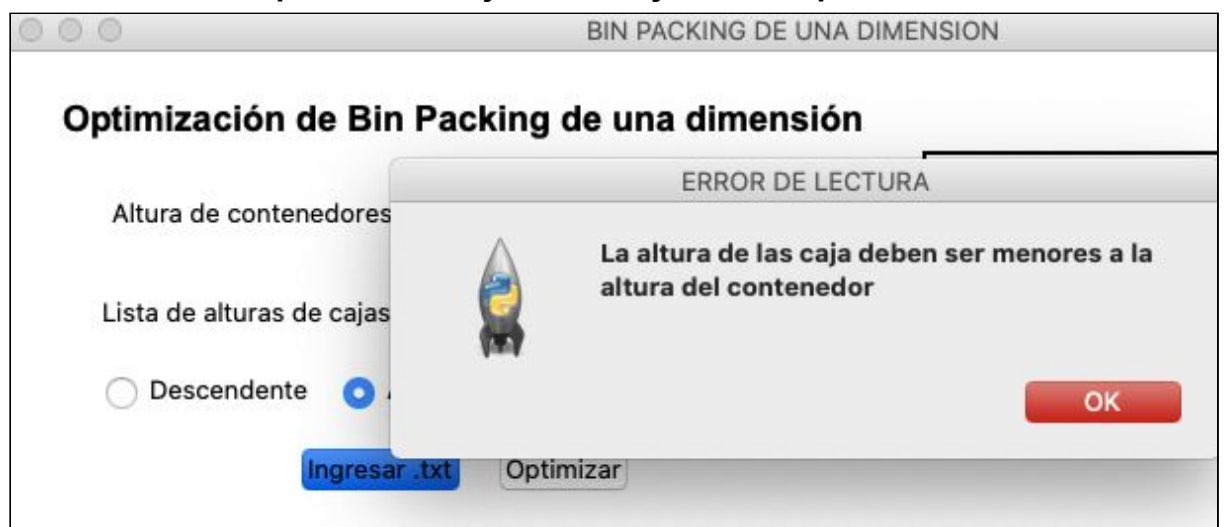 BIN PACKING DE UNA DIMENSION
Optimización de Bin Packing de una dimensión
ERROR DE LECTURA
Altura de contenedores
La altura de las caja deben ser menores a la
altura del contenedor
Lista de alturas de cajas
Descendente
OK
Ingresar .txt Optimizar